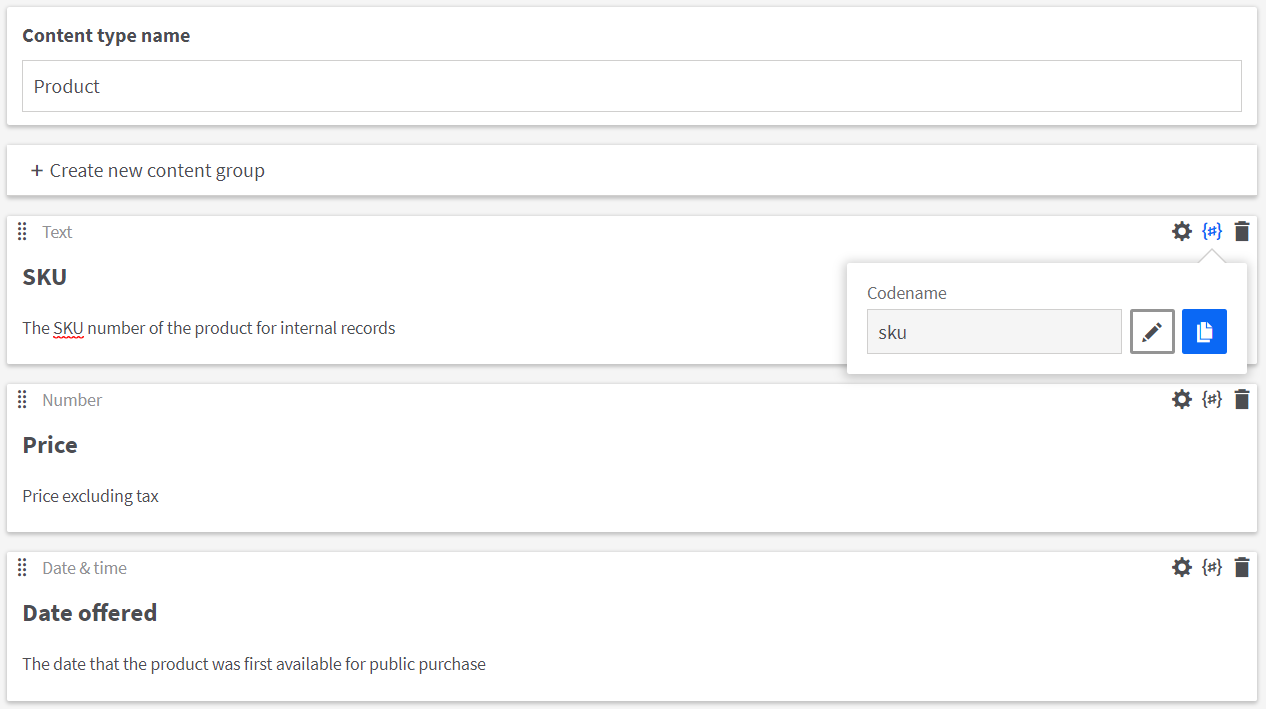 Content type name
Product
+ Create new content group
Text
{#}
SKU
The SKU number of the product for internal records
Codename
sku
Number
{#}
Price
Price excluding tax
Date & time
{#}
Date offered
The date that the product was first available for public purchase